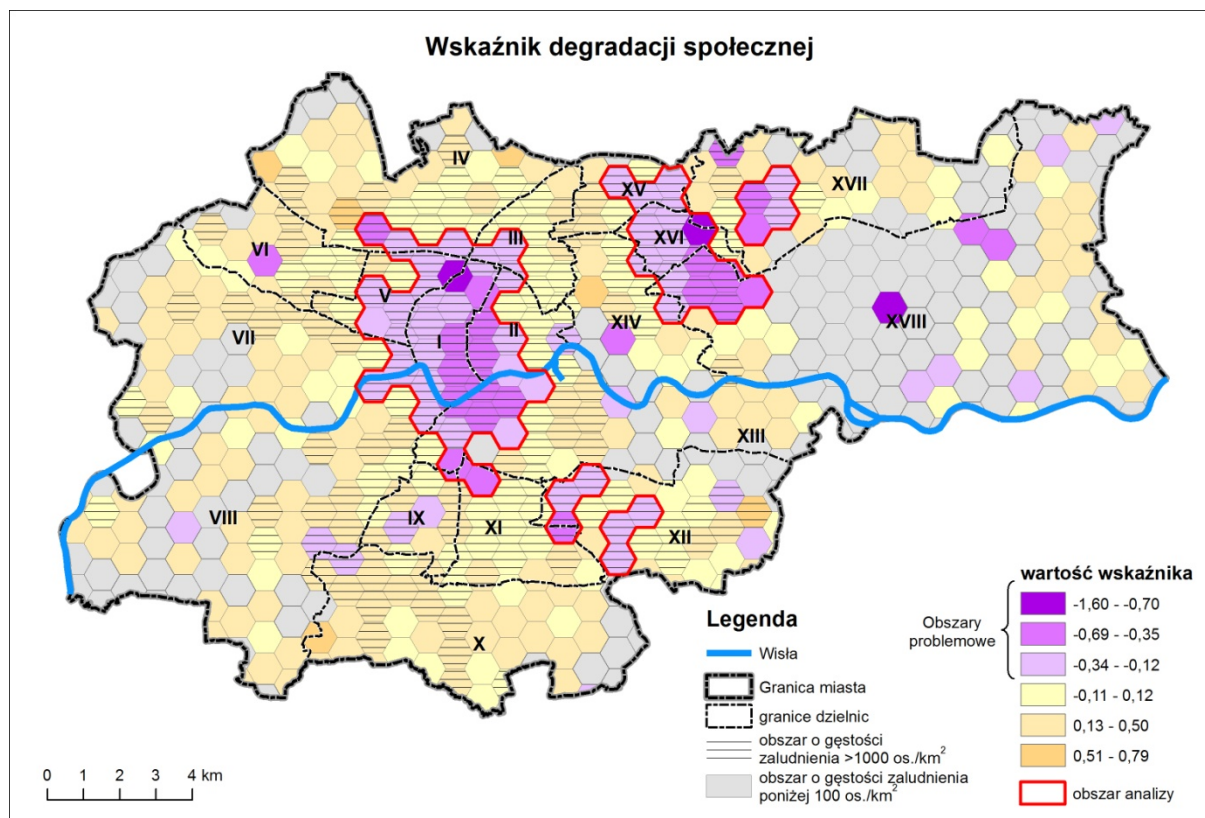 Wskaźnik degradacji społecznej
IV
XV
XVII
III
XVI
VI
V
II
XIV
XVIII
VII
I
XIII
VIII
IX
XI
XII
X
Legenda
Wisła
Granica miasta
granice dzielnic
obszar o gęstości
zaludnienia >1000 os./km²
obszar o gęstości zaludnienia
poniżej 100 os./km²
wartość wskaźnika
Obszary
problemowe
-1,60 - -0,70
-0,69 - -0,35
-0,34 - -0,12
-0,11 - 0,12
0,13 - 0,50
0,51 - 0,79
obszar analizy
0 1 2 3 4 km